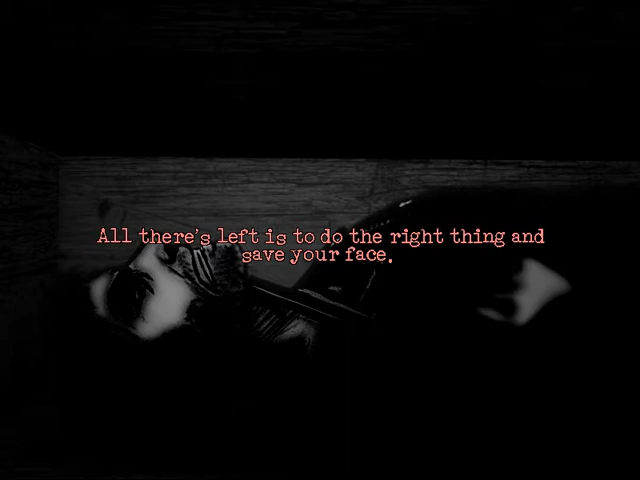 All there's left is to do the right thing and
save your face.